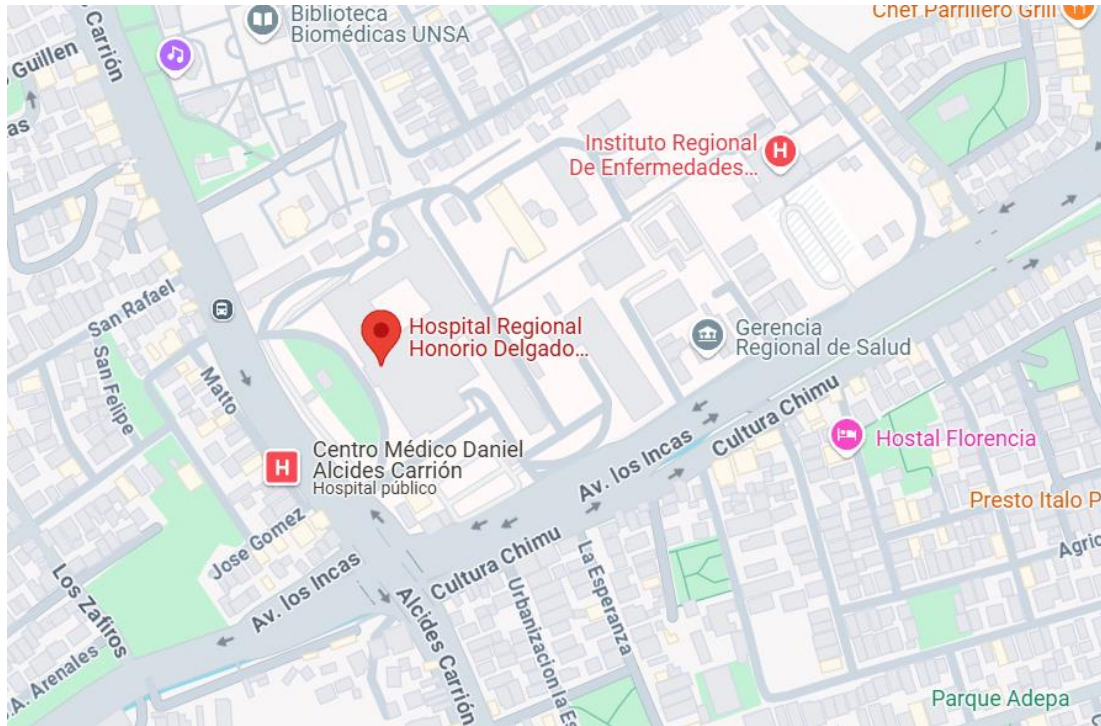 Biblioteca
Biomédicas UNSA
Chef Parrillero Grill
Carrión
Guillen
as
Instituto Regional
De Enfermedades...
San Rafael
San Felipe
Matto
Hospital Regional
Honorio Delgado...
Gerencia
Regional de Salud
Cultura Chimu
Hostal Florencia
Centro Médico Daniel
Alcides Carrión
Hospital público
Av. los Incas
Presto Italo P
Jose Gomez
Agric
Cultura Chimu
La Esperanza
Av. los Incas
Los Zafiros
Alcides Carrión
Urbanizacion la Es
.A. Arenales
Parque Adepa
H
H